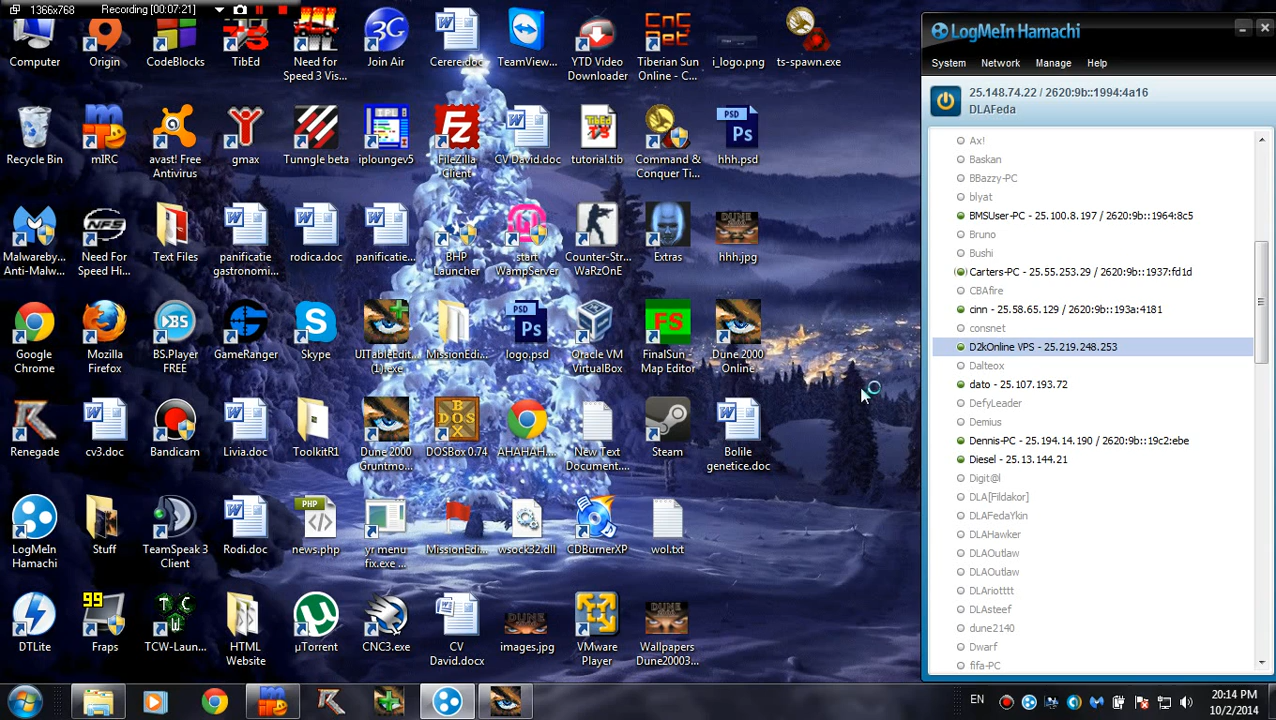 1366x768 Recording [00:07:21]
Computer
Origin
CodeBlocks
TibEd
Need for Speed 3 Vis...
Join Air
Cerere.doc
TeamView...
YTD Video Downloader
Tiberian Sun Online - C...
i_logo.png
ts-spawn.exe
Recycle Bin
mIRC
avast! Free Antivirus
gmax
Tunngle beta
iploungev5
FileZilla Client
CV David.doc
tutorial.tib
Command & Conquer Ti...
hhh.psd
Malwareby... Anti-Malw...
Need For Speed Hi...
Text Files
panificatie gastronomi...
rodica.doc
panificatie...
BHP Launcher
start WampServer
Counter-Str... WaRzOnE
Extras
hhh.jpg
Google Chrome
Mozilla Firefox
BS.Player FREE
GameRanger
Skype
UITableEdit... (1).exe
MissionEdi...
logo.psd
Oracle VM VirtualBox
FinalSun - Map Editor
Dune 2000 Online
Renegade
cv3.doc
Bandicam
Livia.doc
ToolkitR1
Dune 2000 Gruntmo...
DOSBox 0.74
AHAHAH...
New Text Document....
Steam
Bolile genetice.doc
LogMeIn Hamachi
Stuff
TeamSpeak 3 Client
Rodi.doc
news.php
yr menu fix.exe ...
MissionEdi...
wsock32.dll
CDBurnerXP
wol.txt
DTLite
Fraps
TCW-Laun...
HTML Website
µTorrent
CNC3.exe
CV David.docx
images.jpg
VMware Player
Wallpapers Dune20003...
LogMeIn Hamachi
System Network Manage Help
25.148.74.22 / 2620:9b::1994:4a16
DLAFeda
Ax!
Baskan
BBazzy-PC
blyat
BMSUser-PC - 25.100.8.197 / 2620:9b::1964:8c5
Bruno
Bushi
Carters-PC - 25.55.253.29 / 2620:9b::1937:fd1d
CBAfire
cinn - 25.58.65.129 / 2620:9b::193a:4181
consnet
D2kOnline VPS - 25.219.248.253
Dalteox
dato - 25.107.193.72
DefyLeader
Demius
Dennis-PC - 25.194.14.190 / 2620:9b::19c2:ebe
Diesel - 25.13.144.21
Digit@l
DLA[Fildakor]
DLAFedaYkin
DLAHawker
DLAOutlaw
DLAOutlaw
DLAriotttt
DLAsteef
dune2140
Dwarf
fifa-PC
EN
20:14 PM
10/2/2014